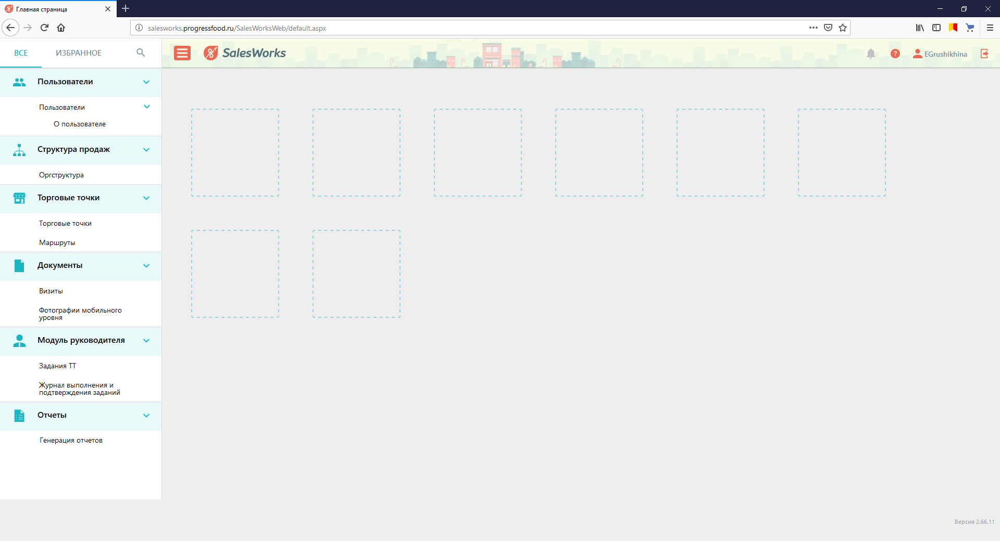 Главная страница
salesworks.progressfood.ru/SalesWorksWeb/default.aspx
ВСЕ
ИЗБРАННОЕ
SalesWorks
?
EGrushikhina
Пользователи
Пользователи
О пользователе
Структура продаж
Оргструктура
Торговые точки
Торговые точки
Маршруты
Документы
Визиты
Фотографии мобильного
уровня
Модуль руководителя
Задания ТТ
Журнал выполнения и
подтверждения заданий
Отчеты
Генерация отчетов
Версия 2.66.11